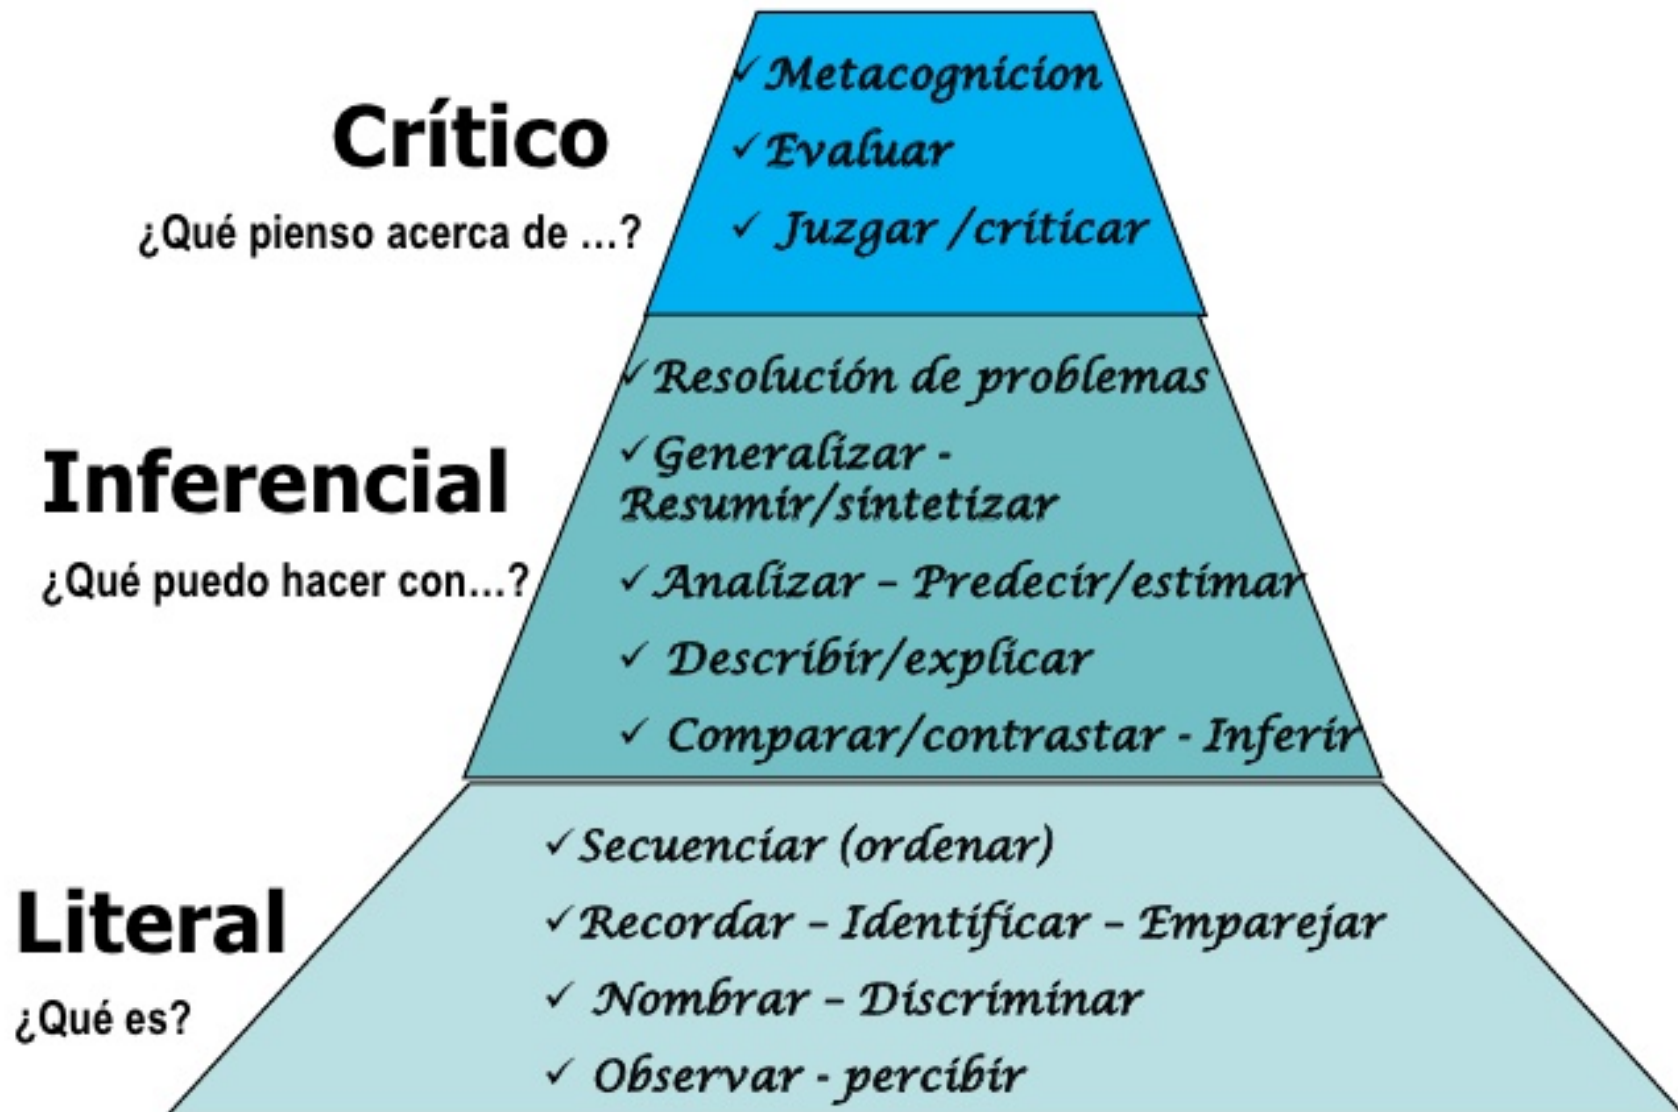 Crítico
¿Qué pienso acerca de ...?
✓ Metacognicion
✓ Evaluar
✓ Juzgar /criticar
Inferencial
¿Qué puedo hacer con...?
✓ Resolución de problemas
✓ Generalizar -
Resumir/sintetizar
✓ Analizar – Predecir/estimar
✓ Describir/explicar
✓ Comparar/contrastar - Inferir
Literal
¿Qué es?
✓ Secuenciar (ordenar)
✓ Recordar – Identificar – Emparejar
✓ Nombrar – Discriminar
✓ Observar - percibir